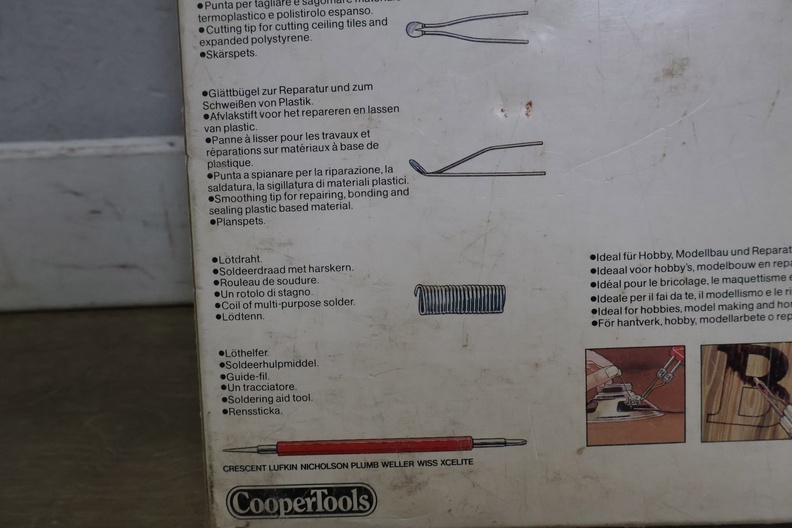 ●Punta per tagliare e sagomare
termoplastico e polistirolo espanso.
●Cutting tip for cutting ceiling tiles and
expanded polystyrene.
●Skärspets.
●Glättbügel zur Reparatur und zum
Schweißen von Plastik.
●Afvlakstift voor het repareren en lassen
van plastic.
●Panne à lisser pour les travaux et
réparations sur matériaux à base de
plastique.
●Punta a spianare per la riparazione, la
saldatura, la sigillatura di materiali plastici.
●Smoothing tip for repairing, bonding and
sealing plastic based material.
●Planspets.
●Lötdraht.
●Soldeerdraad met harskern.
●Rouleau de soudure.
●Un rotolo di stagno.
●Coil of multi-purpose solder.
●Lödtenn.
●Löthelfer.
●Soldeerhulpmiddel.
●Guide-fil.
●Un tracciatore.
●Soldering aid tool.
●Renssticka.
CRESCENT LUFKIN NICHOLSON PLUMB WELLER WISS XCELITE
CooperTools
●Ideal für Hobby, Modellbau und Reparat
●Ideaal voor hobby's, modelbouw en repa
●Idéal pour le bricolage, le maquettisme e
●Ideale per il fai da te, il modellismo e le ri
●Ideal for hobbies, model making and ho
●För hantverk, hobby, modellarbete o rep
B